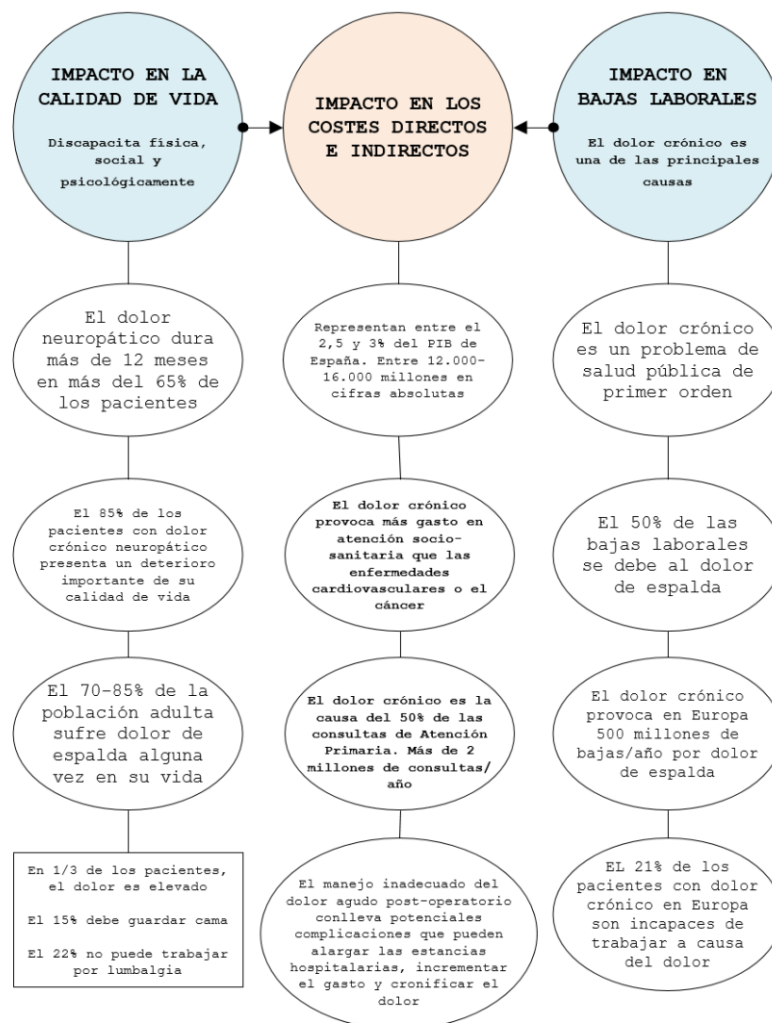 IMPACTO EN LA
CALIDAD DE VIDA
Discapacita física,
social y
psicológicamente
El dolor
neuropático dura
más de 12 meses
en más del 65% de
los pacientes
El 85% de los
pacientes con dolor
crónico neuropático
presenta un deterioro
importante de su
calidad de vida
El 70-85% de la
población adulta
sufre dolor de
espalda alguna
vez en su vida
En 1/3 de los pacientes,
el dolor es elevado
El 15% debe guardar cama
El 22% no puede trabajar
por lumbalgia
IMPACTO EN LOS
COSTES DIRECTOS
E INDIRECTOS
Representan entre el
2,5 y 3% del PIB de
España. Entre 12.000-
16.000 millones en
cifras absolutas
El dolor crónico
provoca más gasto en
atención socio-
sanitaria que las
enfermedades
cardiovasculares o el
cáncer
El dolor crónico es la
causa del 50% de las
consultas de Atención
Primaria. Más de 2
millones de consultas/
año
El manejo inadecuado del
dolor agudo post-operatorio
conlleva potenciales
complicaciones que pueden
alargar las estancias
hospitalarias, incrementar
el gasto y cronificar el
dolor
IMPACTO EN
BAJAS LABORALES
El dolor crónico es
una de las principales
causas
El dolor crónico
es un problema de
salud pública de
primer orden
El 50% de las
bajas laborales
se debe al dolor
de espalda
El dolor crónico
provoca en Europa
500 millones de
bajas/año por dolor
de espalda
EL 21% de los
pacientes con dolor
crónico en Europa
son incapaces de
trabajar a causa
del dolor